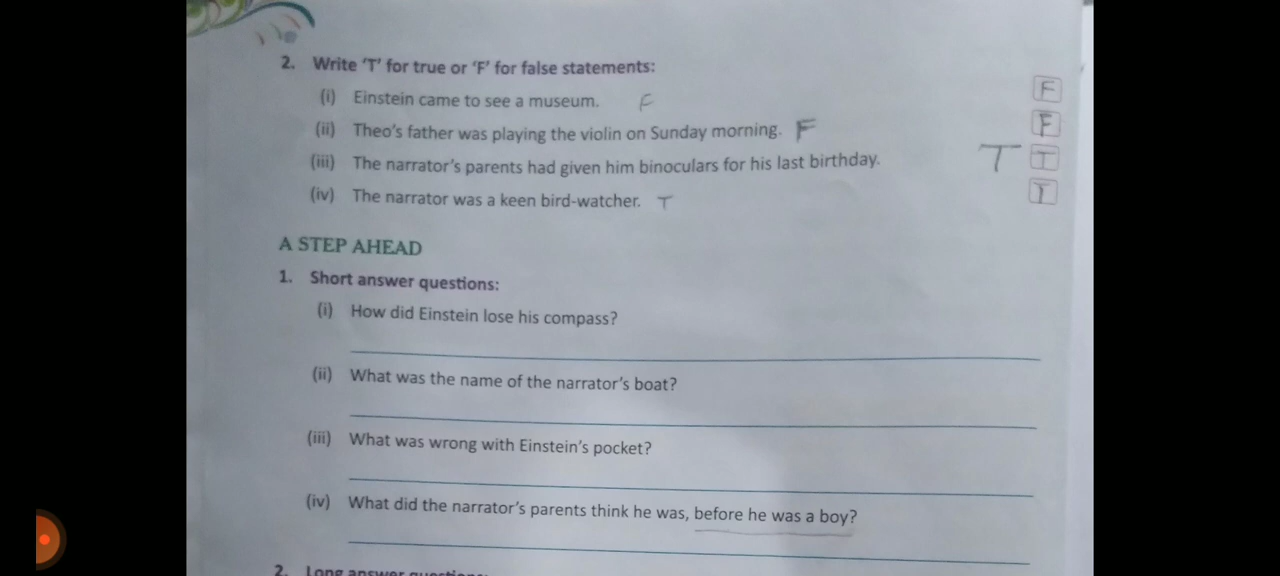 2. Write 'T' for true or 'F' for false statements:
(i) Einstein came to see a museum. F F
(ii) Theo's father was playing the violin on Sunday morning. F F
(iii) The narrator's parents had given him binoculars for his last birthday. T T
(iv) The narrator was a keen bird-watcher. T T
A STEP AHEAD
1. Short answer questions:
(i) How did Einstein lose his compass?
(ii) What was the name of the narrator's boat?
(iii) What was wrong with Einstein's pocket?
(iv) What did the narrator's parents think he was, before he was a boy?
2. Long answer questions: